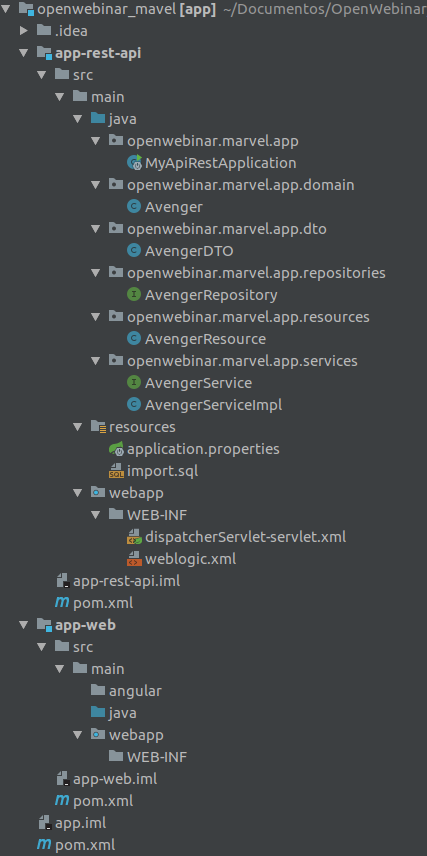 openwebinar_mavel [app] ~/Documentos/OpenWebinar
.idea
app-rest-api
src
main
java
openwebinar.marvel.app
MyApiRestApplication
openwebinar.marvel.app.domain
Avenger
openwebinar.marvel.app.dto
AvengerDTO
openwebinar.marvel.app.repositories
AvengerRepository
openwebinar.marvel.app.resources
AvengerResource
openwebinar.marvel.app.services
AvengerService
AvengerServiceImpl
resources
application.properties
import.sql
webapp
WEB-INF
dispatcherServlet-servlet.xml
weblogic.xml
app-rest-api.iml
pom.xml
app-web
src
main
angular
java
webapp
WEB-INF
app-web.iml
pom.xml
app.iml
pom.xml